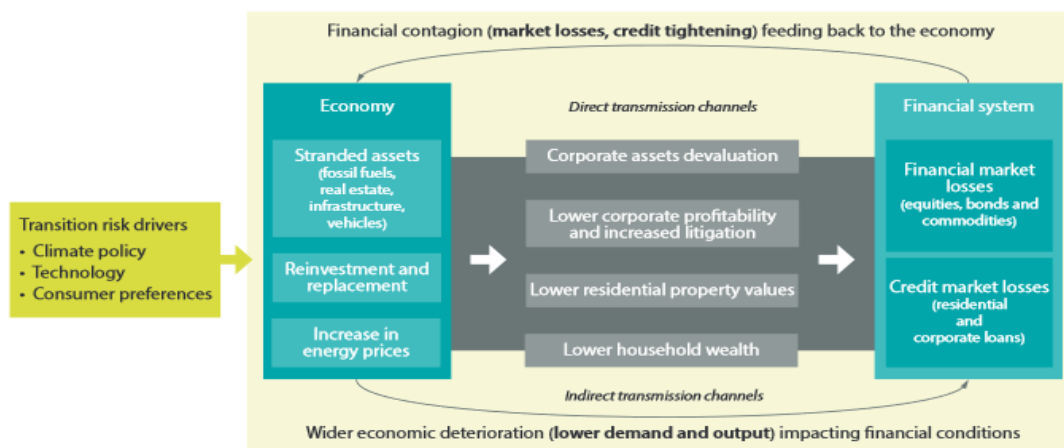 Financial contagion (market losses, credit tightening) feeding back to the economy
Economy
Direct transmission channels
Financial system
Stranded assets
(fossil fuels,
real estate,
infrastructure,
vehicles)
Corporate assets devaluation
Financial market
losses
(equities, bonds and
commodities)
Transition risk drivers
• Climate policy
• Technology
• Consumer preferences
Lower corporate profitability
and increased litigation
Reinvestment and
replacement
Lower residential property values
Credit market losses
(residential
and
corporate loans)
Increase in
energy prices
Lower household wealth
Indirect transmission channels
Wider economic deterioration (lower demand and output) impacting financial conditions